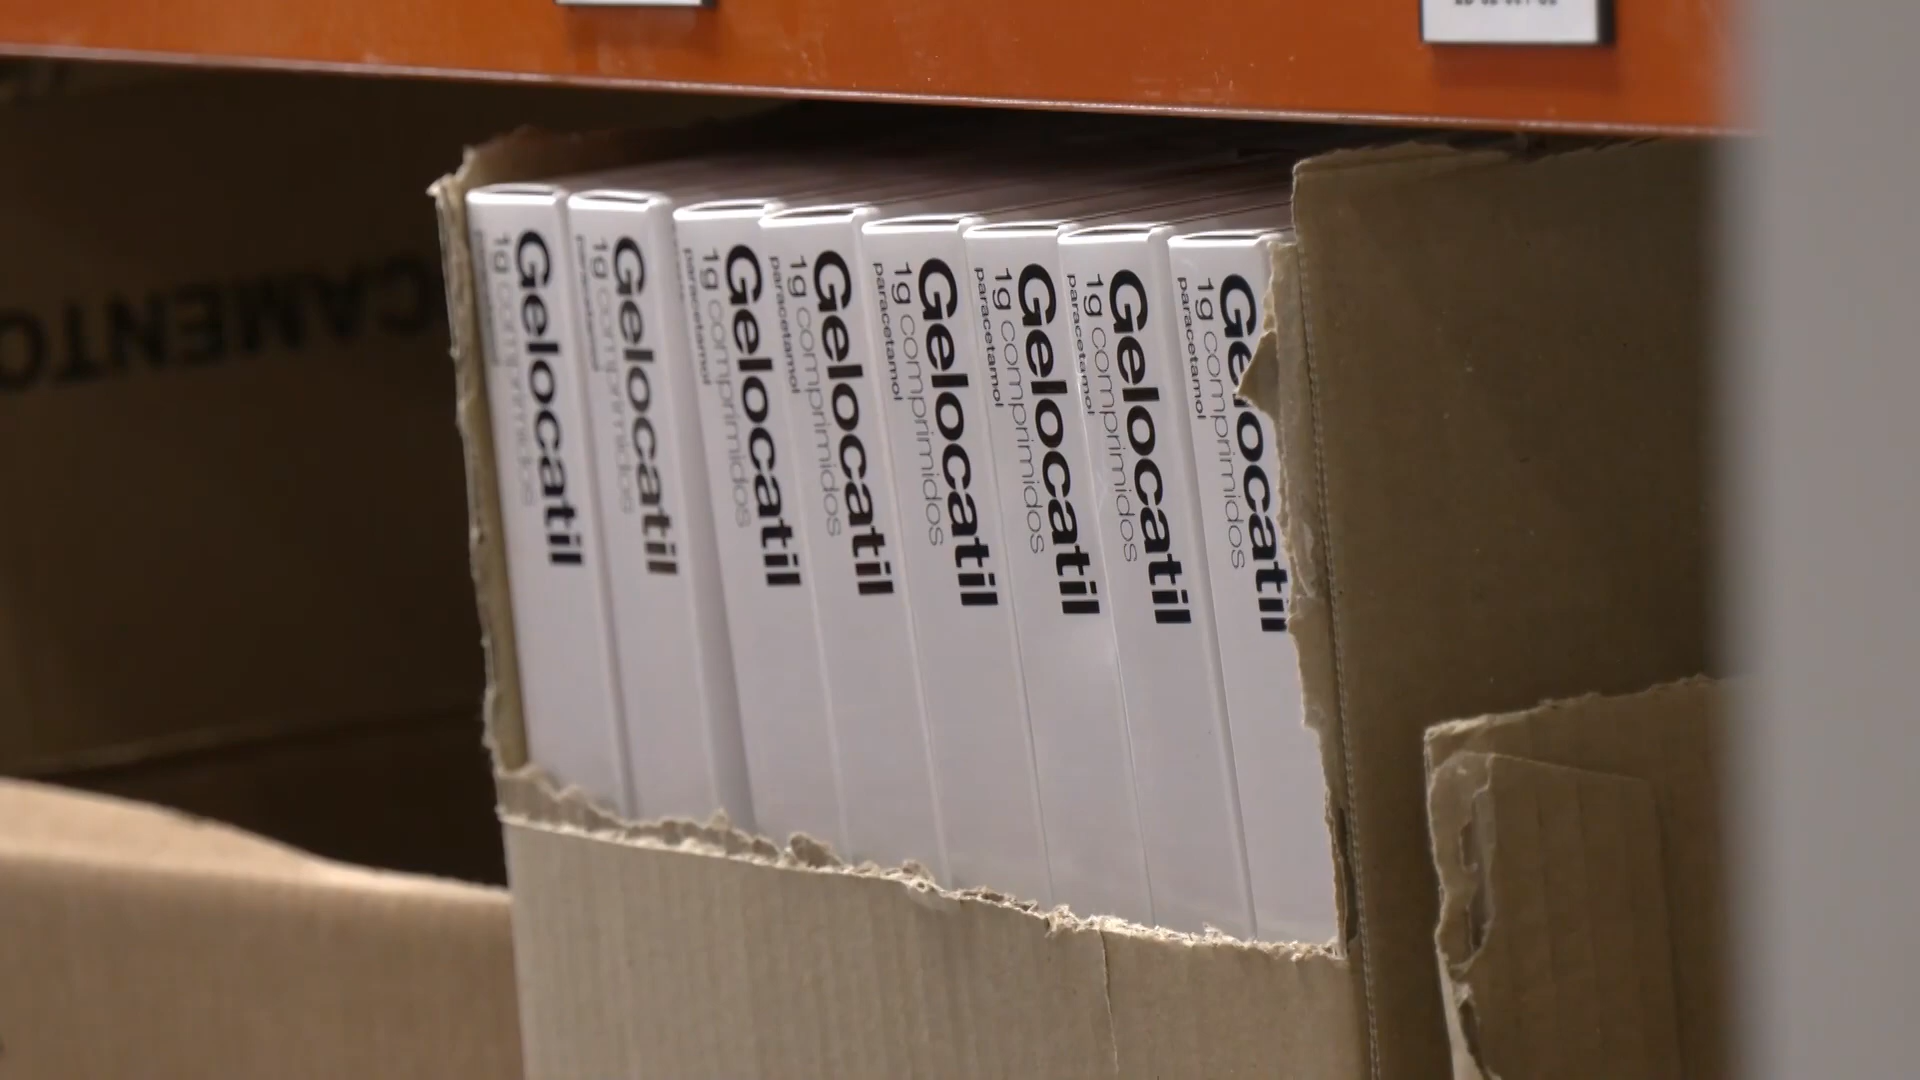 CAMENTO
Gelocatil
1g comprimidos
paracetamol
Gelocatil
1g comprimidos
paracetamol
Gelocatil
1g comprimidos
paracetamol
Gelocatil
1g comprimidos
paracetamol
Gelocatil
1g comprimidos
paracetamol
Gelocatil
1g comprimidos
paracetamol
Gelocatil
1g comprimidos
paracetamol
Gelocatil
1g comprimidos
paracetamol